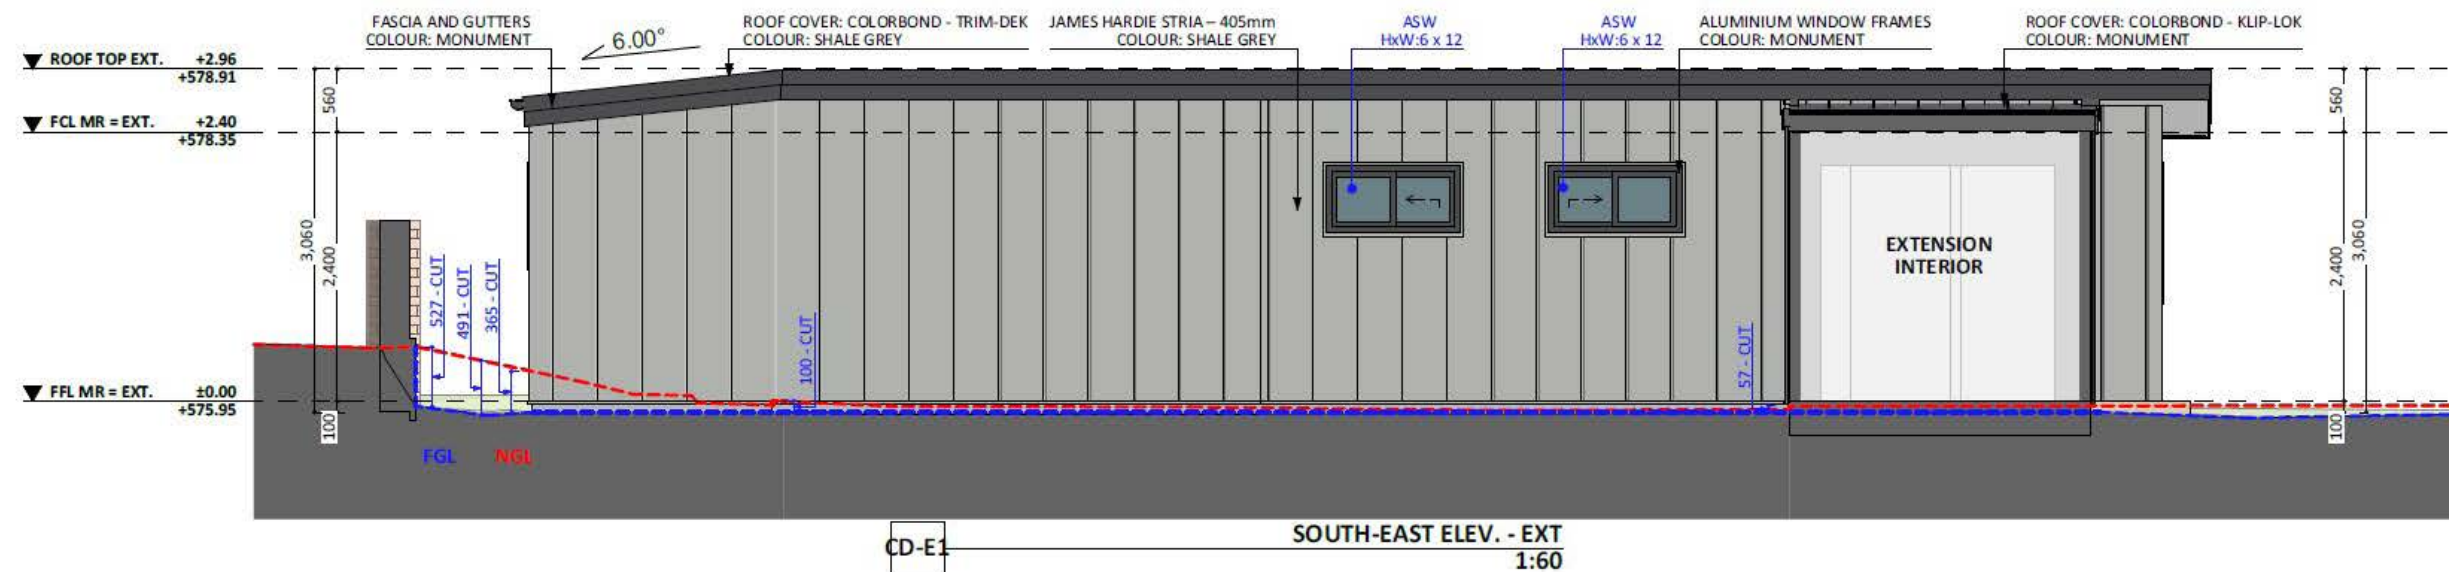 FASCIA AND GUTTERS
COLOUR: MONUMENT
6.00°
ROOF COVER: COLORBOND - TRIM-DEK
COLOUR: SHALE GREY
JAMES HARDIE STRIA – 405mm
COLOUR: SHALE GREY
ASW
HxW:6 x 12
ASW
HxW:6 x 12
ALUMINIUM WINDOW FRAMES
COLOUR: MONUMENT
ROOF COVER: COLORBOND - KLIP-LOK
COLOUR: MONUMENT
ROOF TOP EXT. +2.96
+578.91
FCL MR = EXT. +2.40
+578.35
FFL MR = EXT. ±0.00
+575.95
3,060
560
2,400
100
527 - CUT
491 - CUT
365 - CUT
100 - CUT
57 - CUT
EXTENSION
INTERIOR
560
2,400
100
3,060
FGL
NGL
CD-E1
SOUTH-EAST ELEV. - EXT
1:60